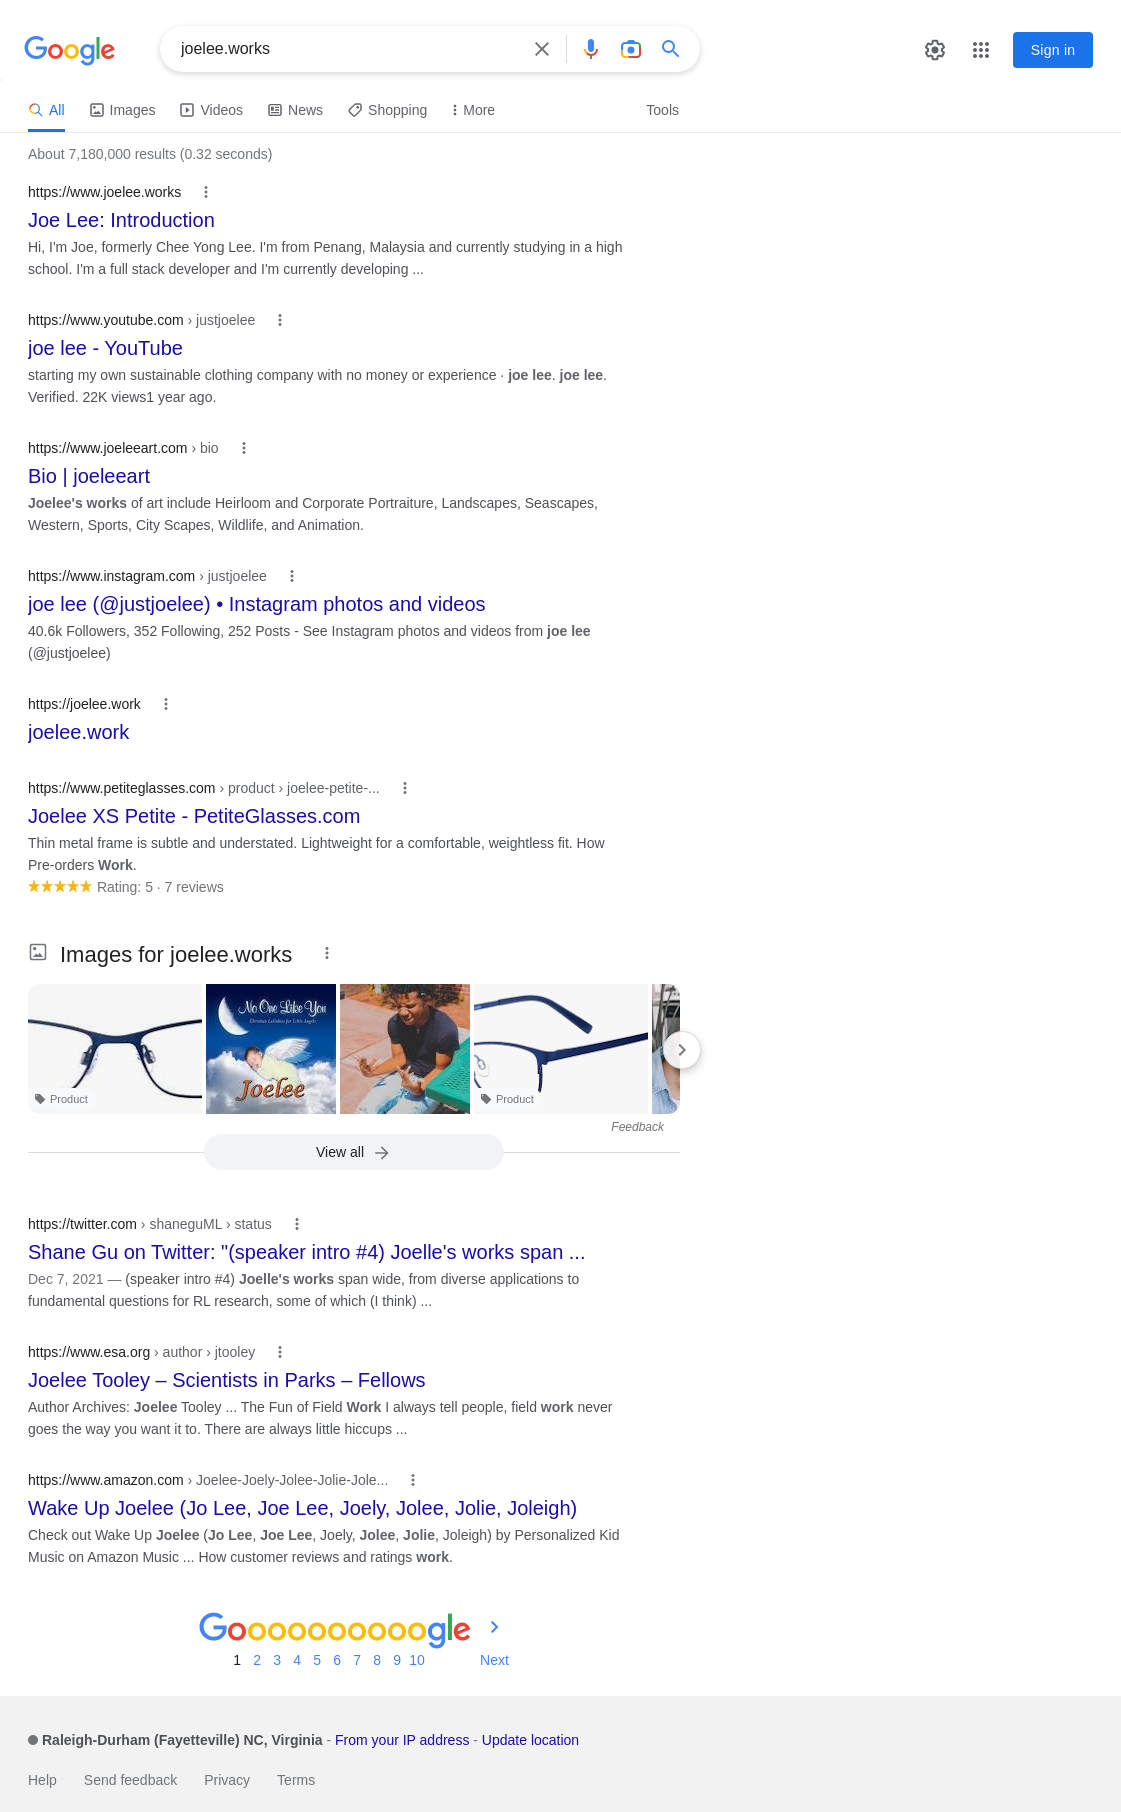 Google
joelee.works
Sign in
All
Images
Videos
News
Shopping
More
Tools
About 7,180,000 results (0.32 seconds)
https://www.joelee.works
Joe Lee: Introduction
Hi, I'm Joe, formerly Chee Yong Lee. I'm from Penang, Malaysia and currently studying in a high
school. I'm a full stack developer and I'm currently developing ...
https://www.youtube.com › justjoelee
joe lee - YouTube
starting my own sustainable clothing company with no money or experience · joe lee. joe lee.
Verified. 22K views1 year ago.
https://www.joeleeart.com › bio
Bio | joeleeart
Joelee's works of art include Heirloom and Corporate Portraiture, Landscapes, Seascapes,
Western, Sports, City Scapes, Wildlife, and Animation.
https://www.instagram.com › justjoelee
joe lee (@justjoelee) • Instagram photos and videos
40.6k Followers, 352 Following, 252 Posts - See Instagram photos and videos from joe lee
(@justjoelee)
https://joelee.work
joelee.work
https://www.petiteglasses.com › product › joelee-petite-...
Joelee XS Petite - PetiteGlasses.com
Thin metal frame is subtle and understated. Lightweight for a comfortable, weightless fit. How
Pre-orders Work.
Rating: 5 · 7 reviews
Images for joelee.works
No One Like You
Christian Lullabies for Little Angels
Joelee
Product
Product
Feedback
View all
https://twitter.com › shaneguML › status
Shane Gu on Twitter: "(speaker intro #4) Joelle's works span ...
Dec 7, 2021 — (speaker intro #4) Joelle's works span wide, from diverse applications to
fundamental questions for RL research, some of which (I think) ...
https://www.esa.org › author › jtooley
Joelee Tooley – Scientists in Parks – Fellows
Author Archives: Joelee Tooley ... The Fun of Field Work I always tell people, field work never
goes the way you want it to. There are always little hiccups ...
https://www.amazon.com › Joelee-Joely-Jolee-Jolie-Jole...
Wake Up Joelee (Jo Lee, Joe Lee, Joely, Jolee, Jolie, Joleigh)
Check out Wake Up Joelee (Jo Lee, Joe Lee, Joely, Jolee, Jolie, Joleigh) by Personalized Kid
Music on Amazon Music ... How customer reviews and ratings work.
Goooooooooogle
1 2 3 4 5 6 7 8 9 10 Next
Raleigh-Durham (Fayetteville) NC, Virginia - From your IP address - Update location
Help Send feedback Privacy Terms